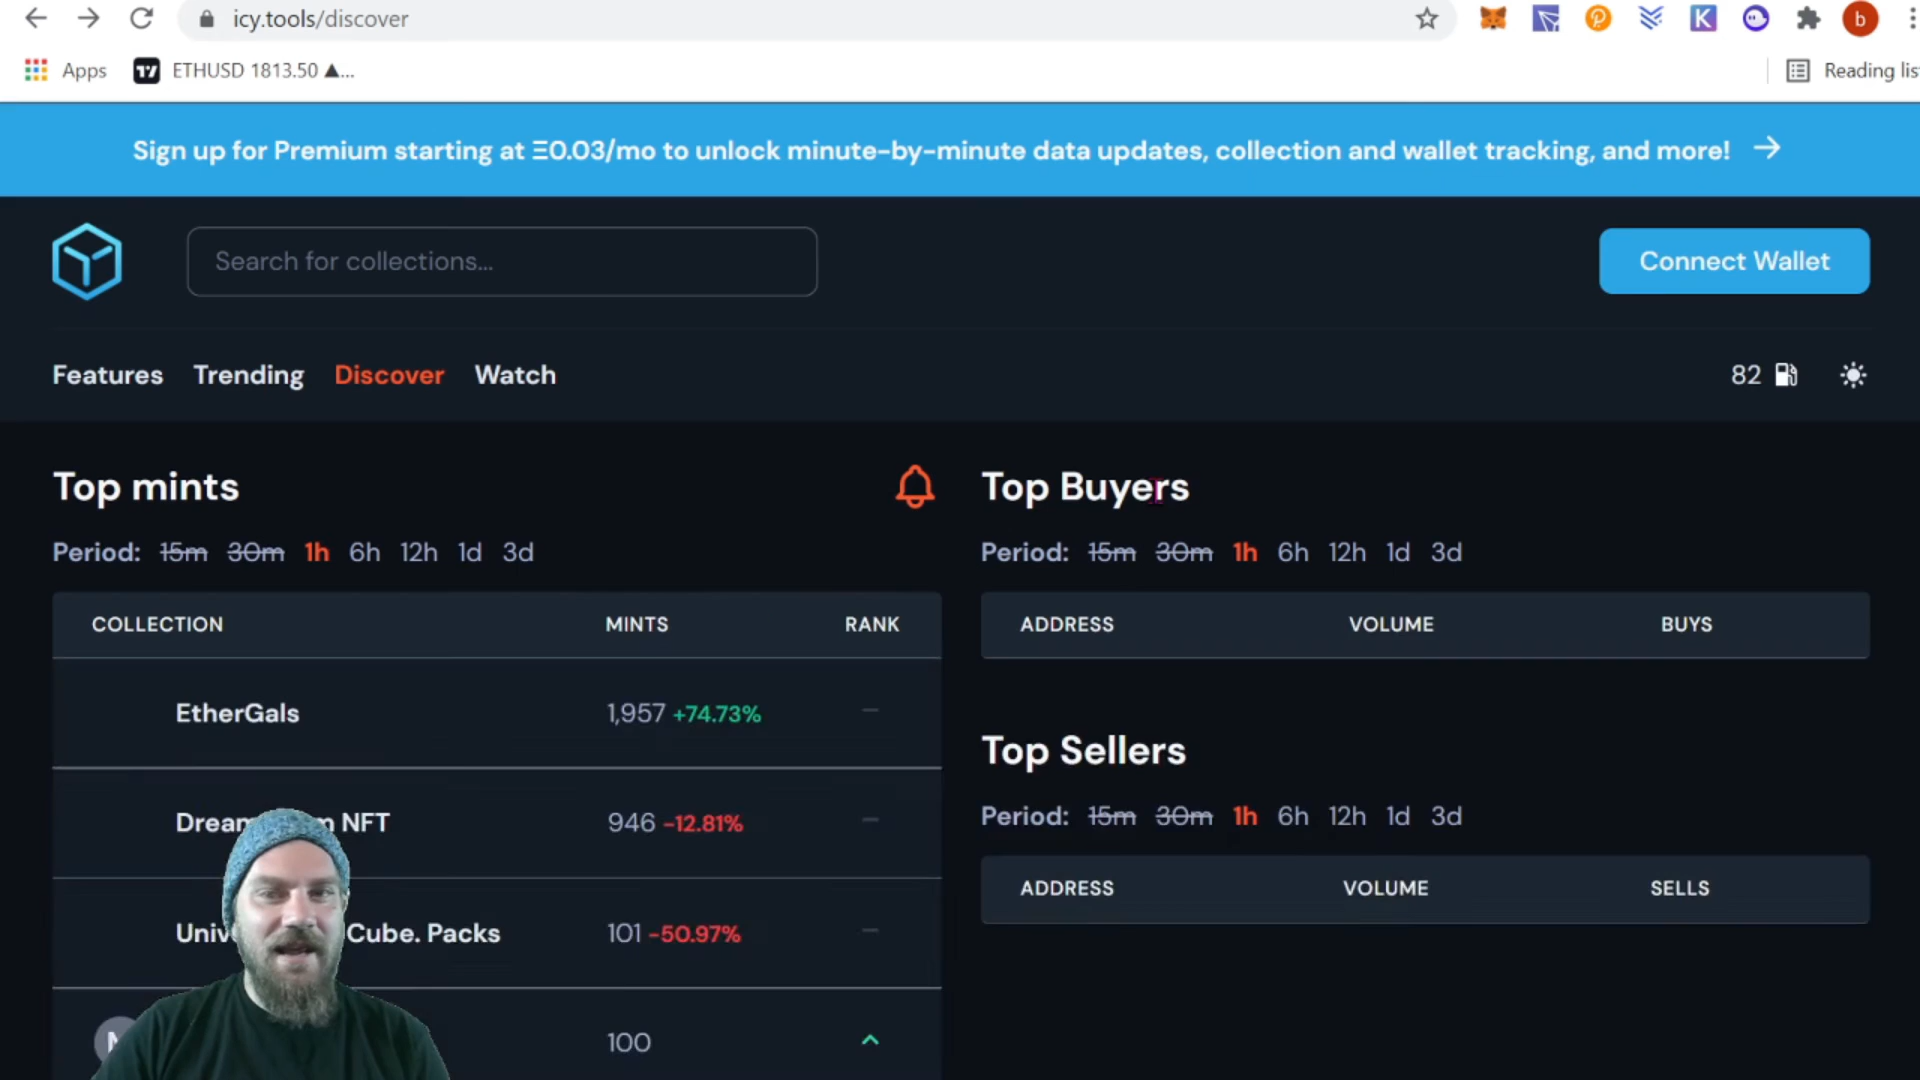 icy.tools/discover
Apps ETHUSD 1813.50 ▲...
Reading lis
Sign up for Premium starting at Ξ0.03/mo to unlock minute-by-minute data updates, collection and wallet tracking, and more! →
Search for collections...
Connect Wallet
Features Trending Discover Watch
82
Top mints
Period: 15m 30m 1h 6h 12h 1d 3d
COLLECTION MINTS RANK
EtherGals 1,957 +74.73% –
NFT 946 -12.81% –
Cube. Packs 101 -50.97% –
100
Top Buyers
Period: 15m 30m 1h 6h 12h 1d 3d
ADDRESS VOLUME BUYS
Top Sellers
Period: 15m 30m 1h 6h 12h 1d 3d
ADDRESS VOLUME SELLS
b
K